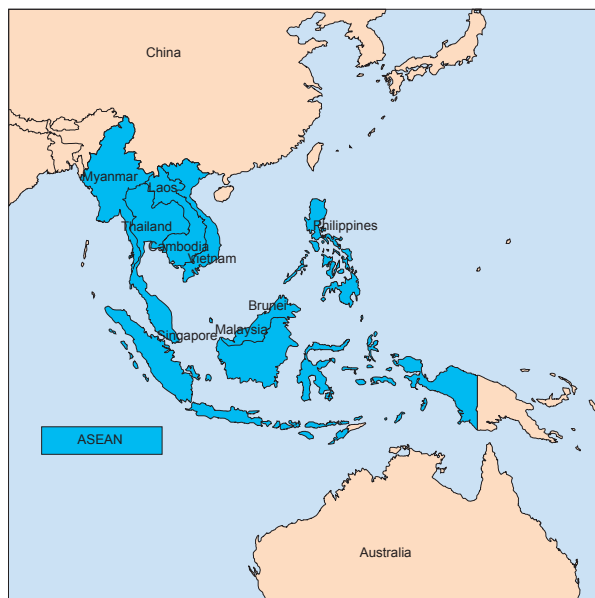 China
Myanmar
Laos
Thailand
Philippines
Cambodia
Vietnam
Brunei
Malaysia
Singapore
ASEAN
Australia